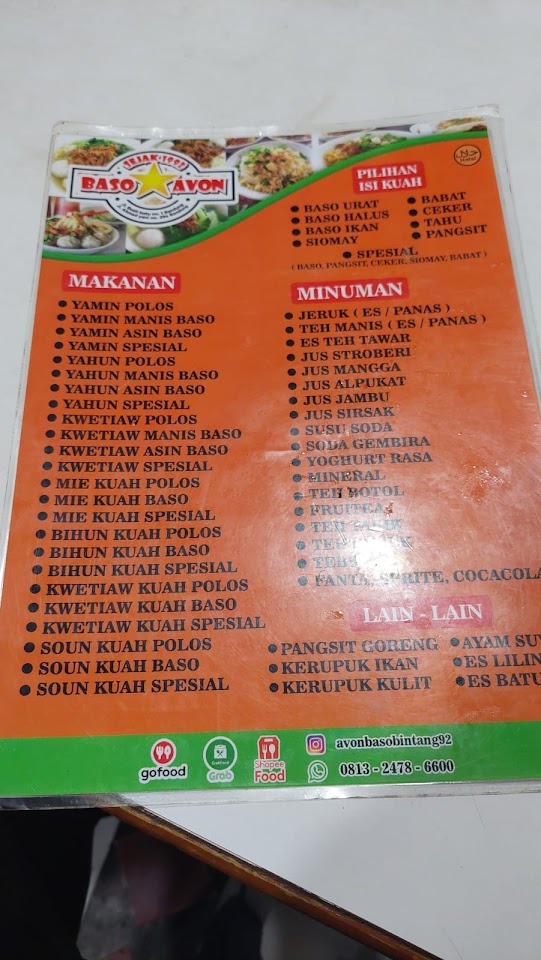 SEJAK 1992
BASO AVON
حلال
Halal
PILIHAN
ISI KUAH
BASO URAT
BASO HALUS
BASO IKAN
SIOMAY
BABAT
CEKER
TAHU
PANGSIT
SPESIAL
( BASO, PANGSIT, CEKER, SIOMAY, BABAT )
MAKANAN
YAMIN POLOS
YAMIN MANIS BASO
YAMIN ASIN BASO
YAMIN SPESIAL
YAHUN POLOS
YAHUN MANIS BASO
YAHUN ASIN BASO
YAHUN SPESIAL
KWETIAW POLOS
KWETIAW MANIS BASO
KWETIAW ASIN BASO
KWETIAW SPESIAL
MIE KUAH POLOS
MIE KUAH BASO
MIE KUAH SPESIAL
BIHUN KUAH POLOS
BIHUN KUAH BASO
BIHUN KUAH SPESIAL
KWETIAW KUAH POLOS
KWETIAW KUAH BASO
KWETIAW KUAH SPESIAL
SOUN KUAH POLOS
SOUN KUAH BASO
SOUN KUAH SPESIAL
MINUMAN
JERUK ( ES / PANAS )
TEH MANIS ( ES / PANAS )
ES TEH TAWAR
JUS STROBERI
JUS MANGGA
JUS ALPUKAT
JUS JAMBU
JUS SIRSAK
SUSU SODA
SODA GEMBIRA
YOGHURT RASA
MINERAL
TEH BOTOL
FRUITEA
TEH
FANTA, SPRITE, COCACOLA
LAIN - LAIN
PANGSIT GORENG
KERUPUK IKAN
KERUPUK KULIT
AYAM
ES LILIN
ES BATU
gofood
Grab
Shopee
Food
avonbasobintang92
0813 - 2478 - 6600